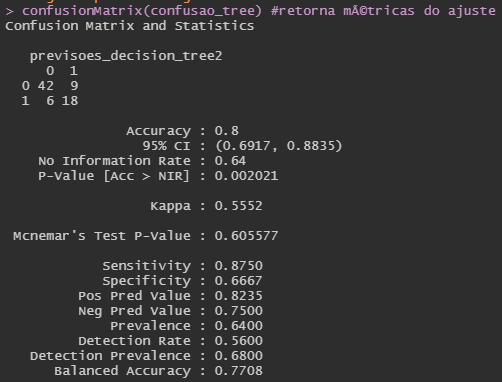 > confusionMatrix(confusao_tree) #retorna mÃ©tricas do ajuste
Confusion Matrix and Statistics
previsoes_decision_tree2
0 1
0 42 9
1 6 18
Accuracy : 0.8
95% CI : (0.6917, 0.8835)
No Information Rate : 0.64
P-Value [Acc > NIR] : 0.002021
Kappa : 0.5552
Mcnemar's Test P-Value : 0.605577
Sensitivity : 0.8750
Specificity : 0.6667
Pos Pred Value : 0.8235
Neg Pred Value : 0.7500
Prevalence : 0.6400
Detection Rate : 0.5600
Detection Prevalence : 0.6800
Balanced Accuracy : 0.7708